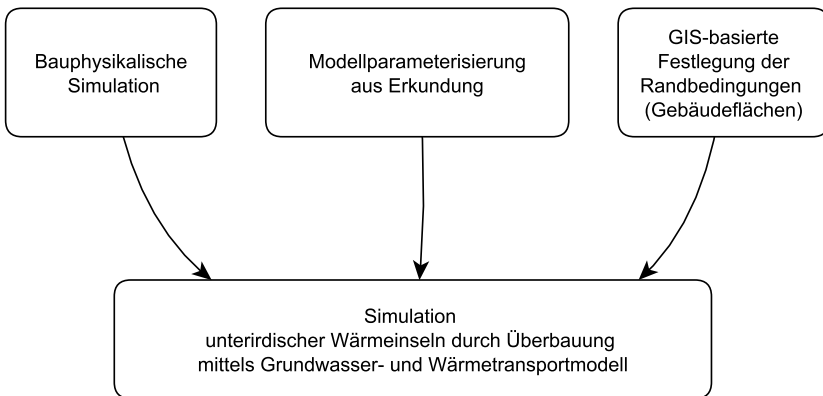 Bauphysikalische
Simulation
Modellparameterisierung
aus Erkundung
GIS-basierte
Festlegung der
Randbedingungen
(Gebäudeflächen)
Simulation
unterirdischer Wärmeinseln durch Überbauung
mittels Grundwasser- und Wärmetransportmodell